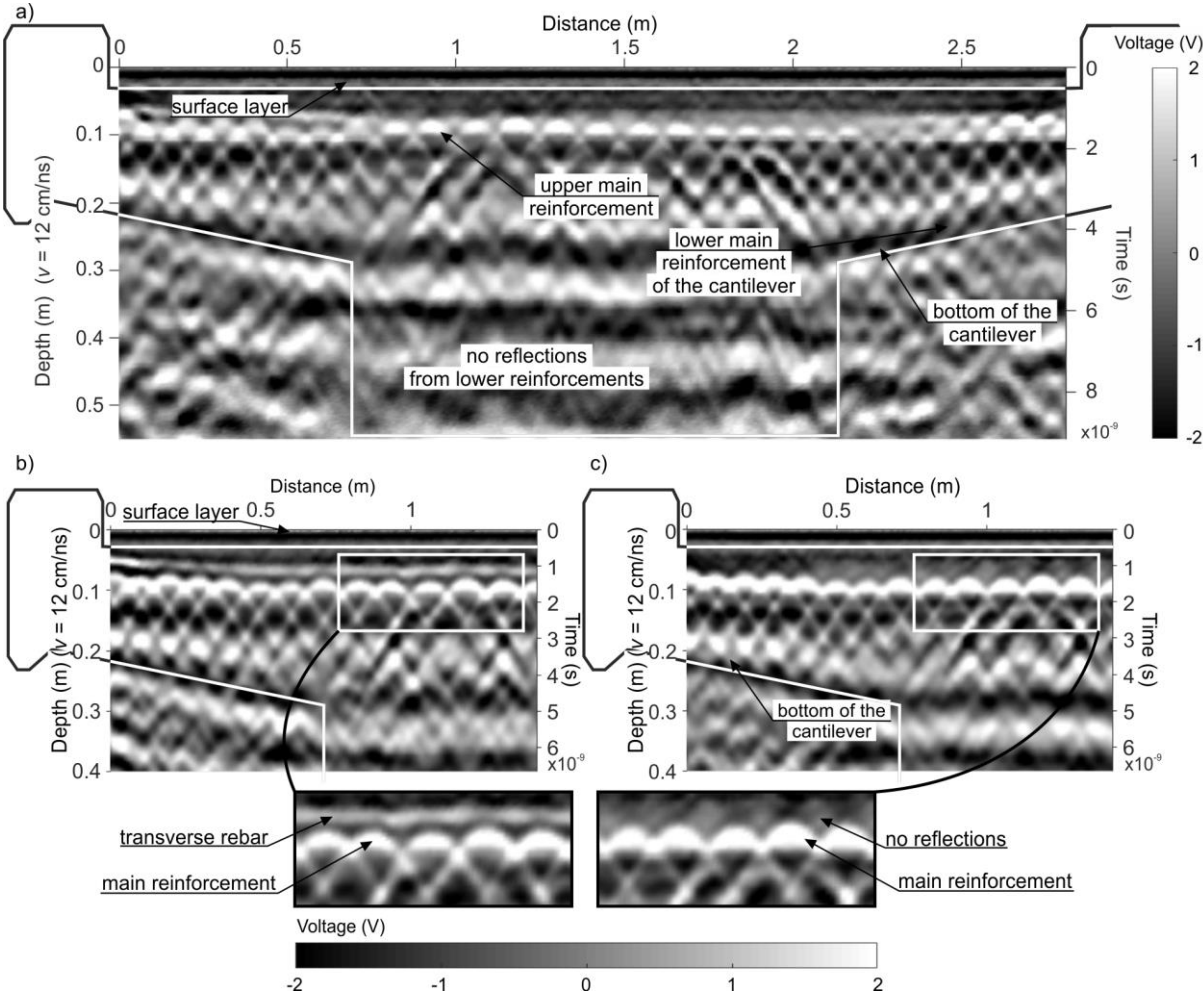 a)
Distance (m)
Voltage (V)
0 0.5 1 1.5 2 2.5
0
0.1
0.2
0.3
0.4
0.5
Depth (m) (v = 12 cm/ns)
0
2
4
6
8
x10⁻⁹
Time (s)
2
1
0
-1
-2
surface layer
upper main
reinforcement
lower main
reinforcement
of the cantilever
bottom of the
cantilever
no reflections
from lower reinforcements
b)
Distance (m)
0 0.5 1
surface layer
0
0.1
0.2
0.3
0.4
Depth (m) (v = 12 cm/ns)
0
1
2
3
4
5
6
x10⁻⁹
Time (s)
c)
Distance (m)
0 0.5 1
0
0.1
0.2
0.3
0.4
Depth (m) (v = 12 cm/ns)
0
1
2
3
4
5
6
x10⁻⁹
Time (s)
bottom of the
cantilever
transverse rebar
main reinforcement
no reflections
main reinforcement
Voltage (V)
-2 -1 0 1 2